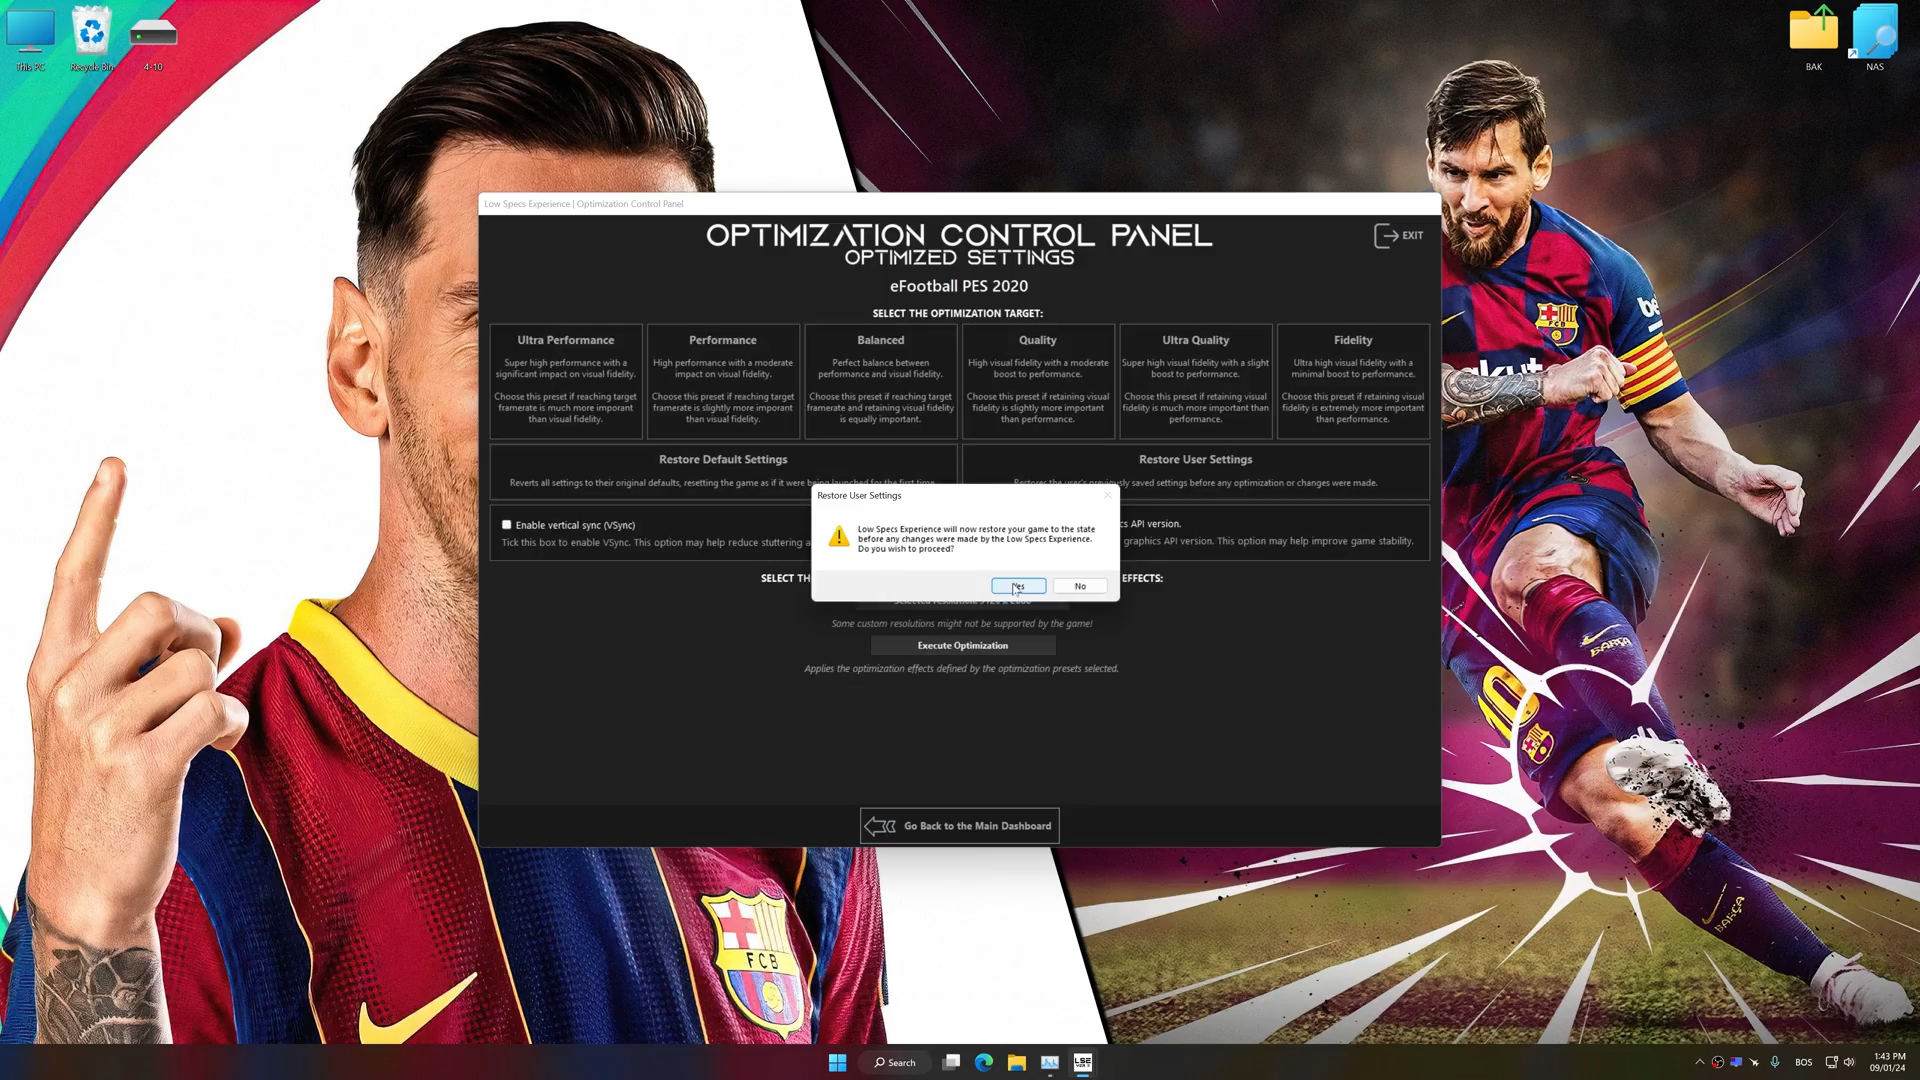 This PC
Recycle Bin
4-10
BAK
NAS
Low Specs Experience | Optimization Control Panel
OPTIMIZATION CONTROL PANEL
OPTIMIZED SETTINGS
EXIT
eFootball PES 2020
SELECT THE OPTIMIZATION TARGET:
Ultra Performance
Super high performance with a
significant impact on visual fidelity.
Choose this preset if reaching target
framerate is much more imporant
than visual fidelity.
Performance
High performance with a moderate
impact on visual fidelity.
Choose this preset if reaching target
framerate is slightly more imporant
than visual fidelity.
Balanced
Perfect balance between
performance and visual fidelity.
Choose this preset if reaching target
framerate and retaining visual fidelity
is equally important.
Quality
High visual fidelity with a moderate
boost to performance.
Choose this preset if retaining visual
fidelity is slightly more important
than performance.
Ultra Quality
Super high visual fidelity with a slight
boost to performance.
Choose this preset if retaining visual
fidelity is much more important than
performance.
Fidelity
Ultra high visual fidelity with a
minimal boost to performance.
Choose this preset if retaining visual
fidelity is extremely more important
than performance.
Restore Default Settings
Reverts all settings to their original defaults, resetting the game as if it were being launched for the first time.
Restore User Settings
Restores the user's previously saved settings before any optimization or changes were made.
Restore User Settings
Low Specs Experience will now restore your game to the state
before any changes were made by the Low Specs Experience.
Do you wish to proceed?
Yes
No
Enable vertical sync (VSync)
Tick this box to enable VSync. This option may help reduce stuttering a
cs API version.
graphics API version. This option may help improve game stability.
SELECT TH
EFFECTS:
Some custom resolutions might not be supported by the game!
Execute Optimization
Applies the optimization effects defined by the optimization presets selected.
Go Back to the Main Dashboard
FCB
FCB
BARÇA
BARÇA
10
Search
LSE
BOS
1:43 PM
09/01/24